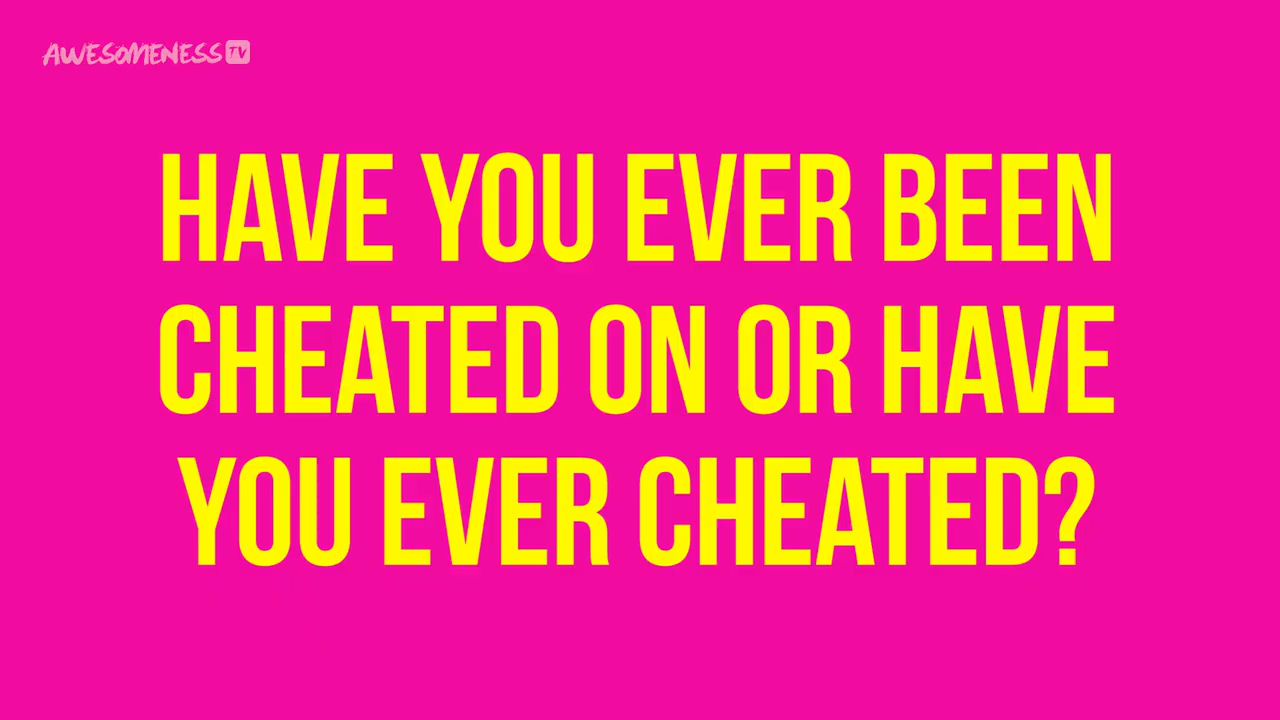 AWESOMENESS TV
HAVE YOU EVER BEEN
CHEATED ON OR HAVE
YOU EVER CHEATED?